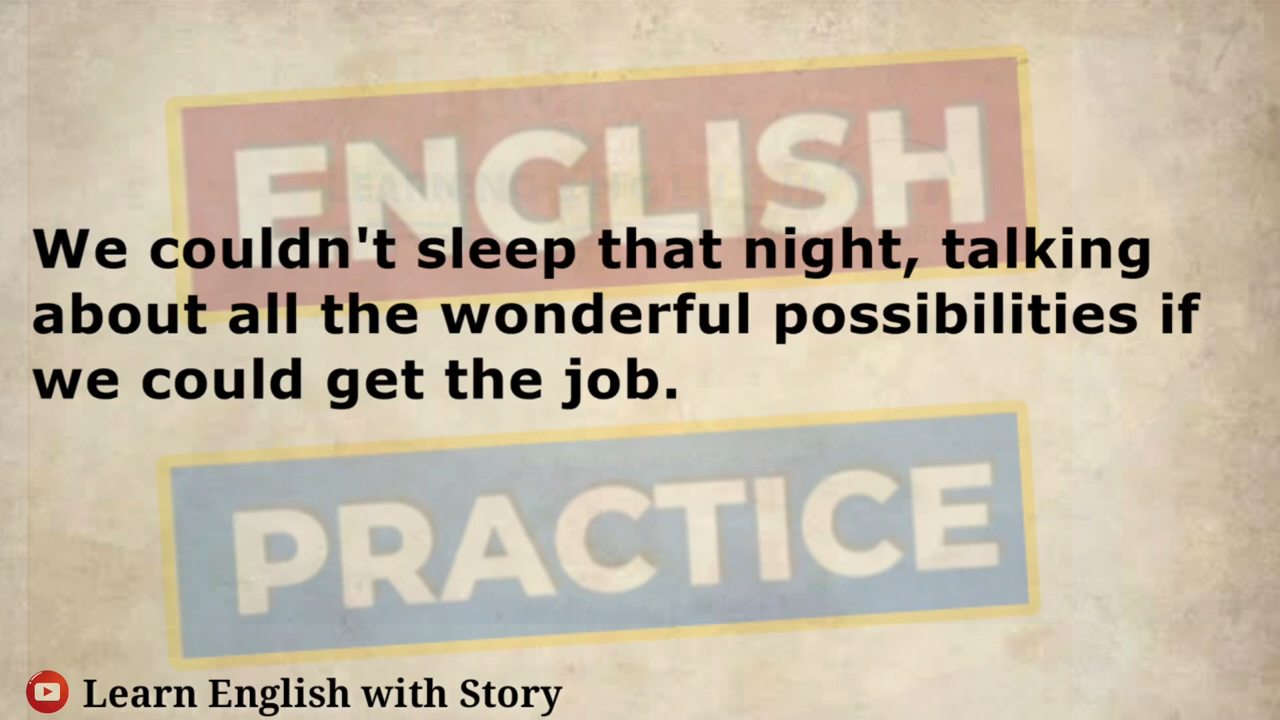 ENGLISH
We couldn't sleep that night, talking
about all the wonderful possibilities if
we could get the job.
PRACTICE
Learn English with Story